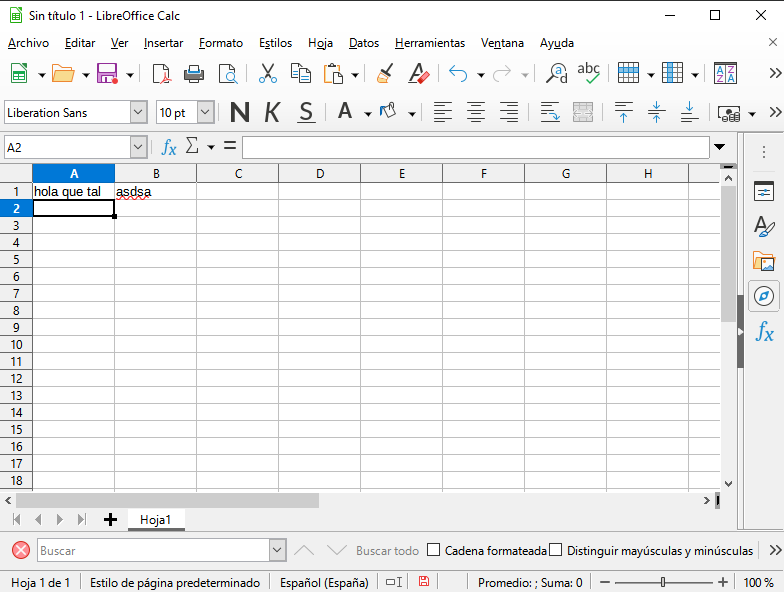 Sin título 1 - LibreOffice Calc
Archivo Editar Ver Insertar Formato Estilos Hoja Datos Herramientas Ventana Ayuda
abc
Liberation Sans 10 pt N K S A
A2 fx Σ =
A B C D E F G H
1 hola que tal asdsa
2
3
4
5
6
7
8
9
10
11
12
13
14
15
16
17
18
Hoja1
Buscar Buscar todo Cadena formateada Distinguir mayúsculas y minúsculas
Hoja 1 de 1 Estilo de página predeterminado Español (España) Promedio: ; Suma: 0 100 %